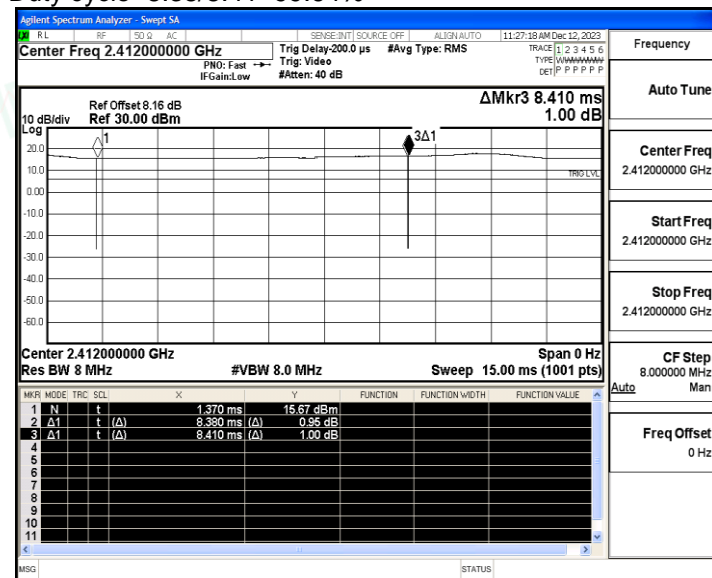 Agilent Spectrum Analyzer - Swept SA
RL RF 50 Ω AC SENSE:INT SOURCE OFF ALIGN AUTO 11:27:18 AM Dec 12, 2023
Center Freq 2.412000000 GHz
PNO: Fast
IFGain:Low
Trig Delay-200.0 µs
Trig: Video
#Atten: 40 dB
#Avg Type: RMS
TRACE 1 2 3 4 5 6
TYPE
DET P P P P P P
Frequency
Auto Tune
Center Freq
2.412000000 GHz
Start Freq
2.412000000 GHz
Stop Freq
2.412000000 GHz
CF Step
8.000000 MHz
Auto Man
Freq Offset
0 Hz
ΔMkr3 8.410 ms
1.00 dB
Ref Offset 8.16 dB
10 dB/div Ref 30.00 dBm
Log
1
3Δ1
20.0
10.0
TRIG LVL
0.00
-10.0
-20.0
-30.0
-40.0
-50.0
-60.0
Center 2.412000000 GHz Span 0 Hz
Res BW 8 MHz #VBW 8.0 MHz Sweep 15.00 ms (1001 pts)
MKR MODE TRC SCL X Y FUNCTION FUNCTION WIDTH FUNCTION VALUE
1 N t 1.370 ms 15.67 dBm
2 Δ1 t (Δ) 8.380 ms (Δ) 0.95 dB
3 Δ1 t (Δ) 8.410 ms (Δ) 1.00 dB
4
5
6
7
8
9
10
11
MSG STATUS